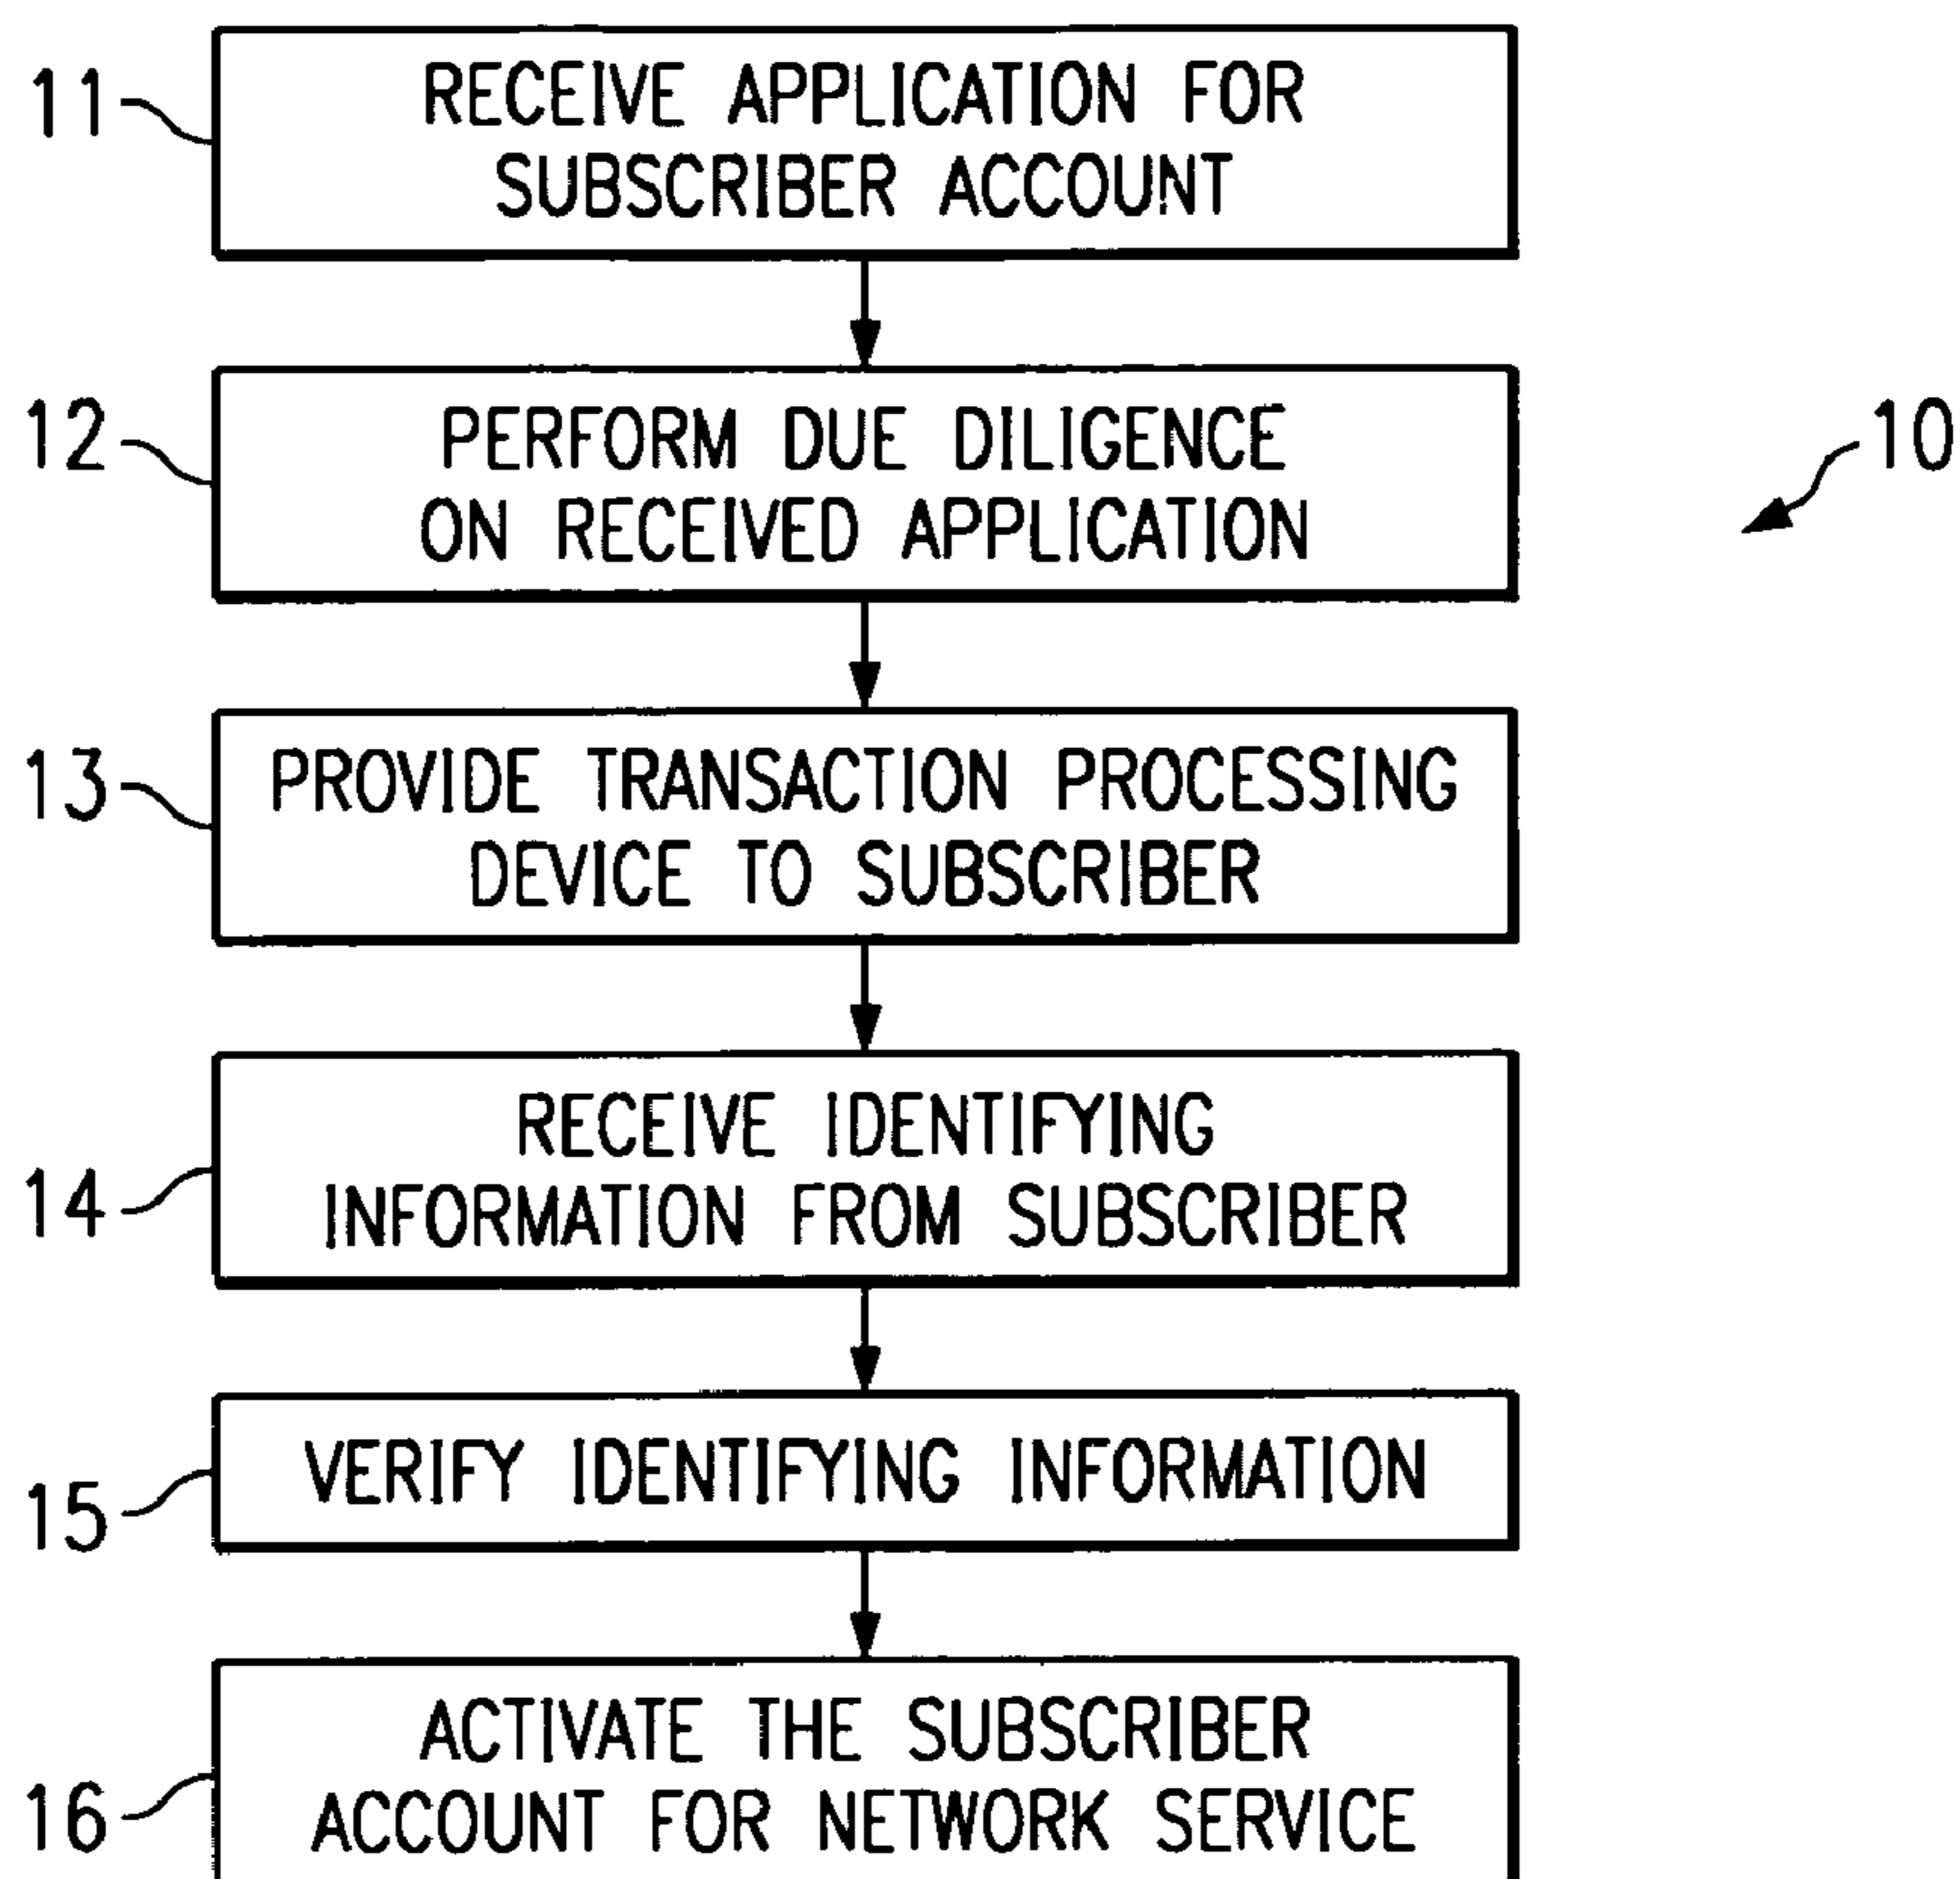 11
RECEIVE APPLICATION FOR
SUBSCRIBER ACCOUNT
12
PERFORM DUE DILIGENCE
ON RECEIVED APPLICATION
10
13
PROVIDE TRANSACTION PROCESSING
DEVICE TO SUBSCRIBER
14
RECEIVE IDENTIFYING
INFORMATION FROM SUBSCRIBER
15
VERIFY IDENTIFYING INFORMATION
16
ACTIVATE THE SUBSCRIBER
ACCOUNT FOR NETWORK SERVICE